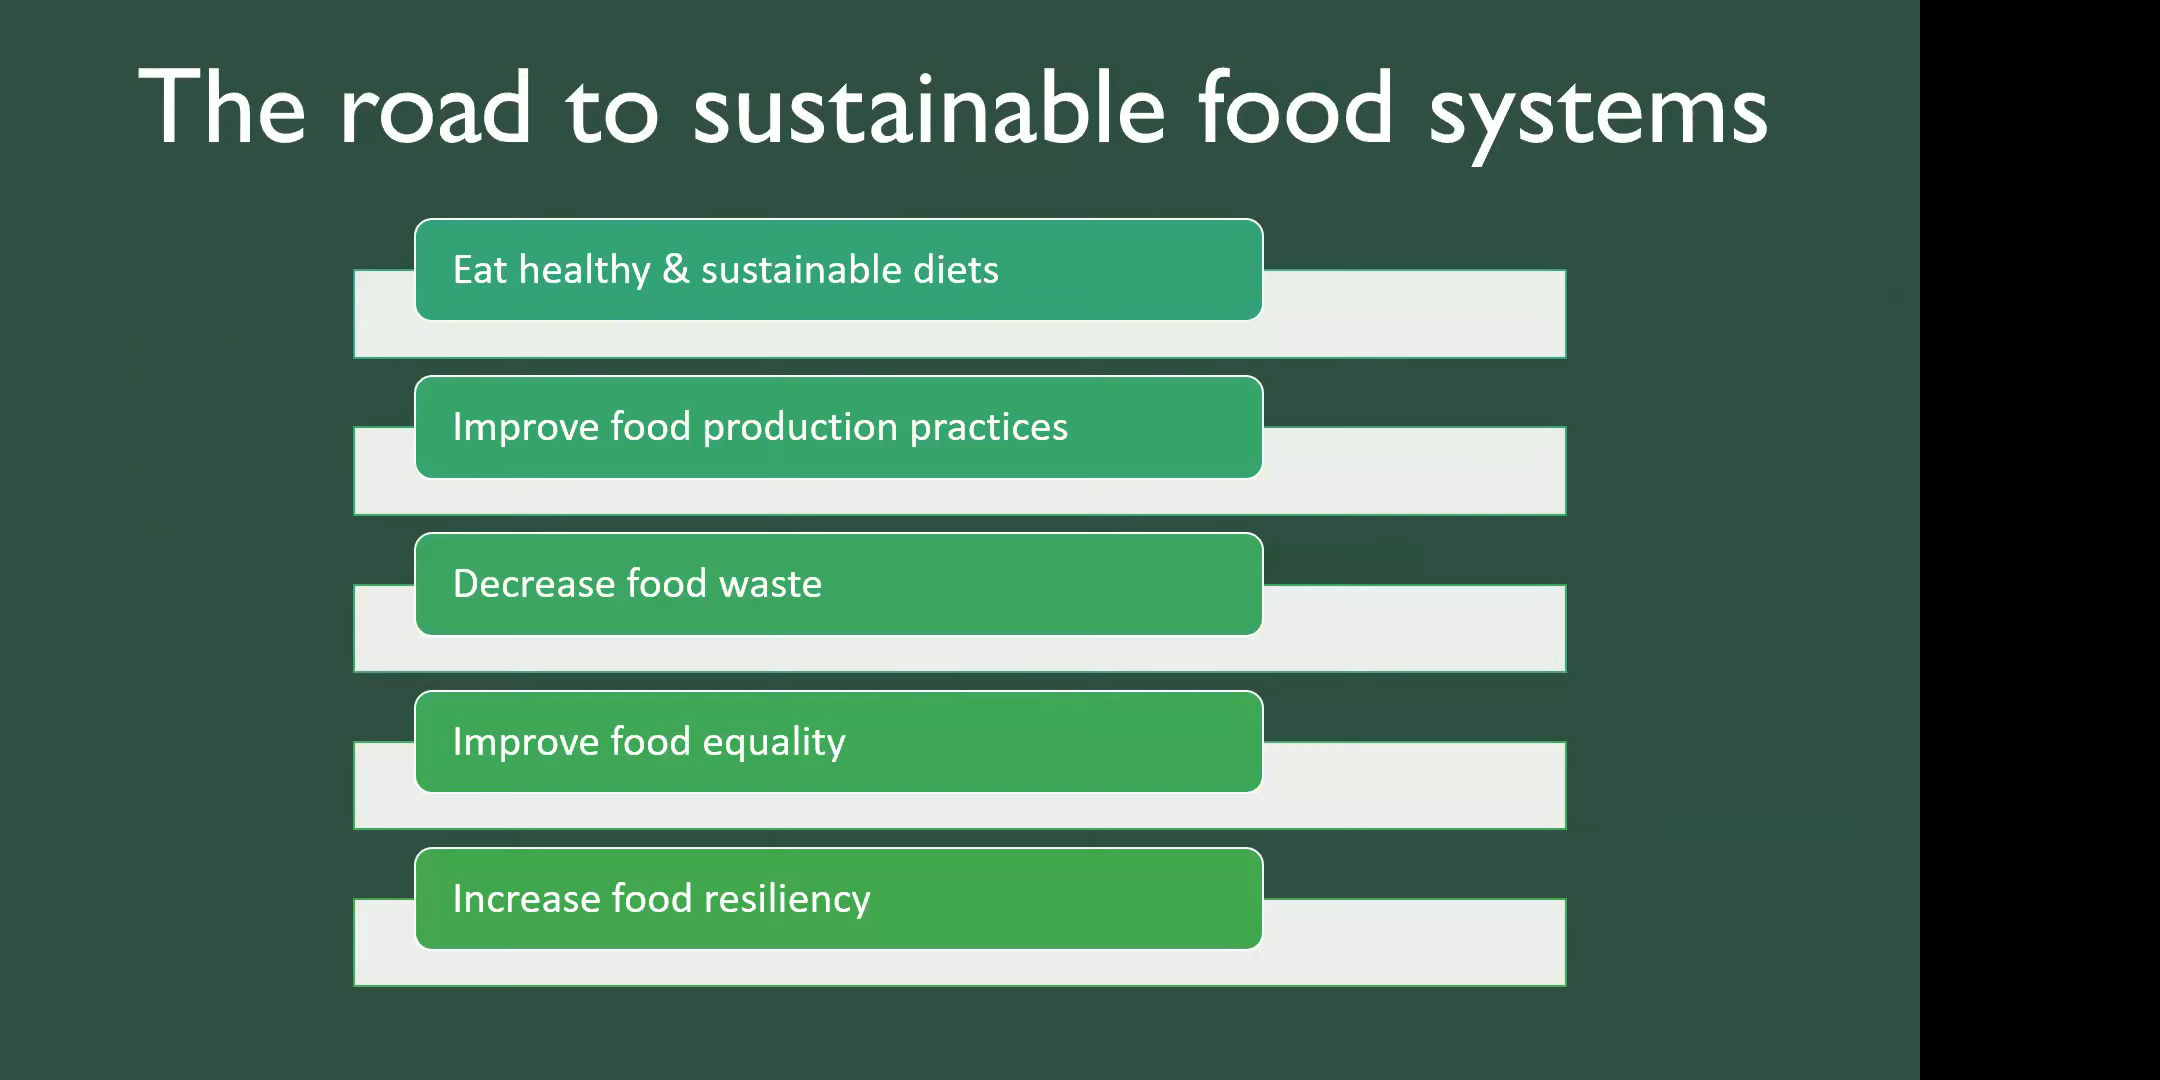 The road to sustainable food systems
Eat healthy & sustainable diets
Improve food production practices
Decrease food waste
Improve food equality
Increase food resiliency